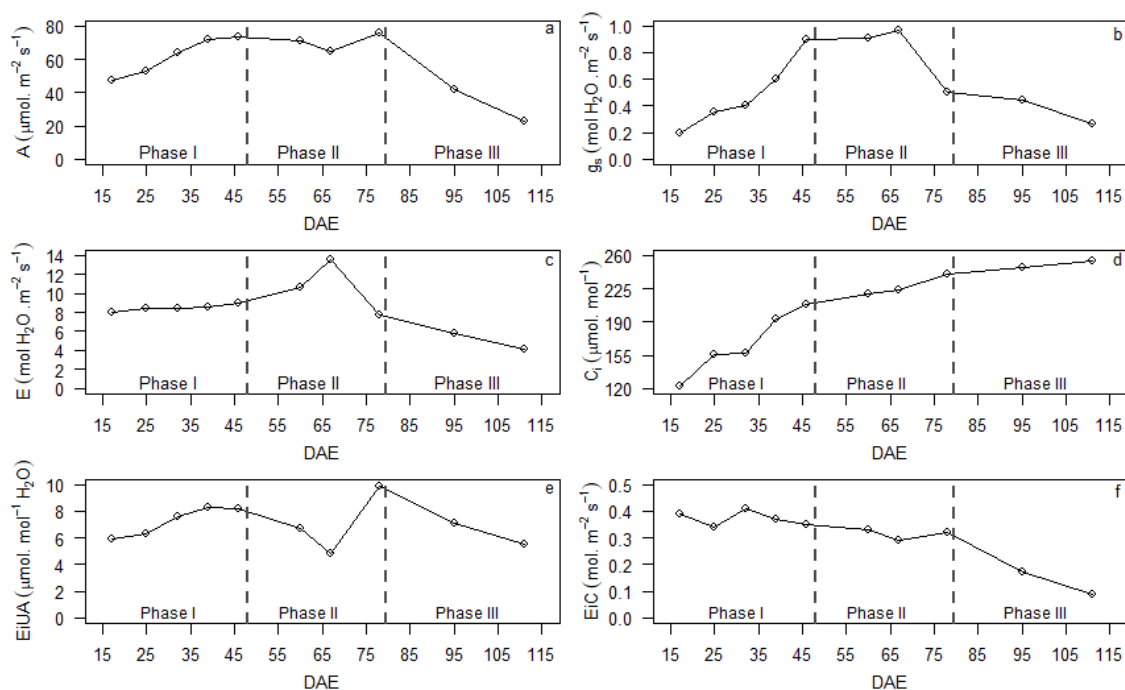 A ( μmol. m⁻² s⁻¹)
80
60
40
20
0
a
Phase I Phase II Phase III
15 25 35 45 55 65 75 85 95 105 115
DAE
gₛ ( mol H₂O .m⁻² s⁻¹)
1.0
0.8
0.6
0.4
0.2
0.0
b
Phase I Phase II Phase III
15 25 35 45 55 65 75 85 95 105 115
DAE
E ( mol H₂O .m⁻² s⁻¹)
14
12
10
8
6
4
2
0
c
Phase I Phase II Phase III
15 25 35 45 55 65 75 85 95 105 115
DAE
Cᵢ ( μmol. mol⁻¹)
260
225
190
155
120
d
Phase I Phase II Phase III
15 25 35 45 55 65 75 85 95 105 115
DAE
EiUA ( μmol. mol⁻¹ H₂O)
10
8
6
4
2
0
e
Phase I Phase II Phase III
15 25 35 45 55 65 75 85 95 105 115
DAE
EiC ( mol. m⁻² s⁻¹)
0.5
0.4
0.3
0.2
0.1
0.0
f
Phase I Phase II Phase III
15 25 35 45 55 65 75 85 95 105 115
DAE